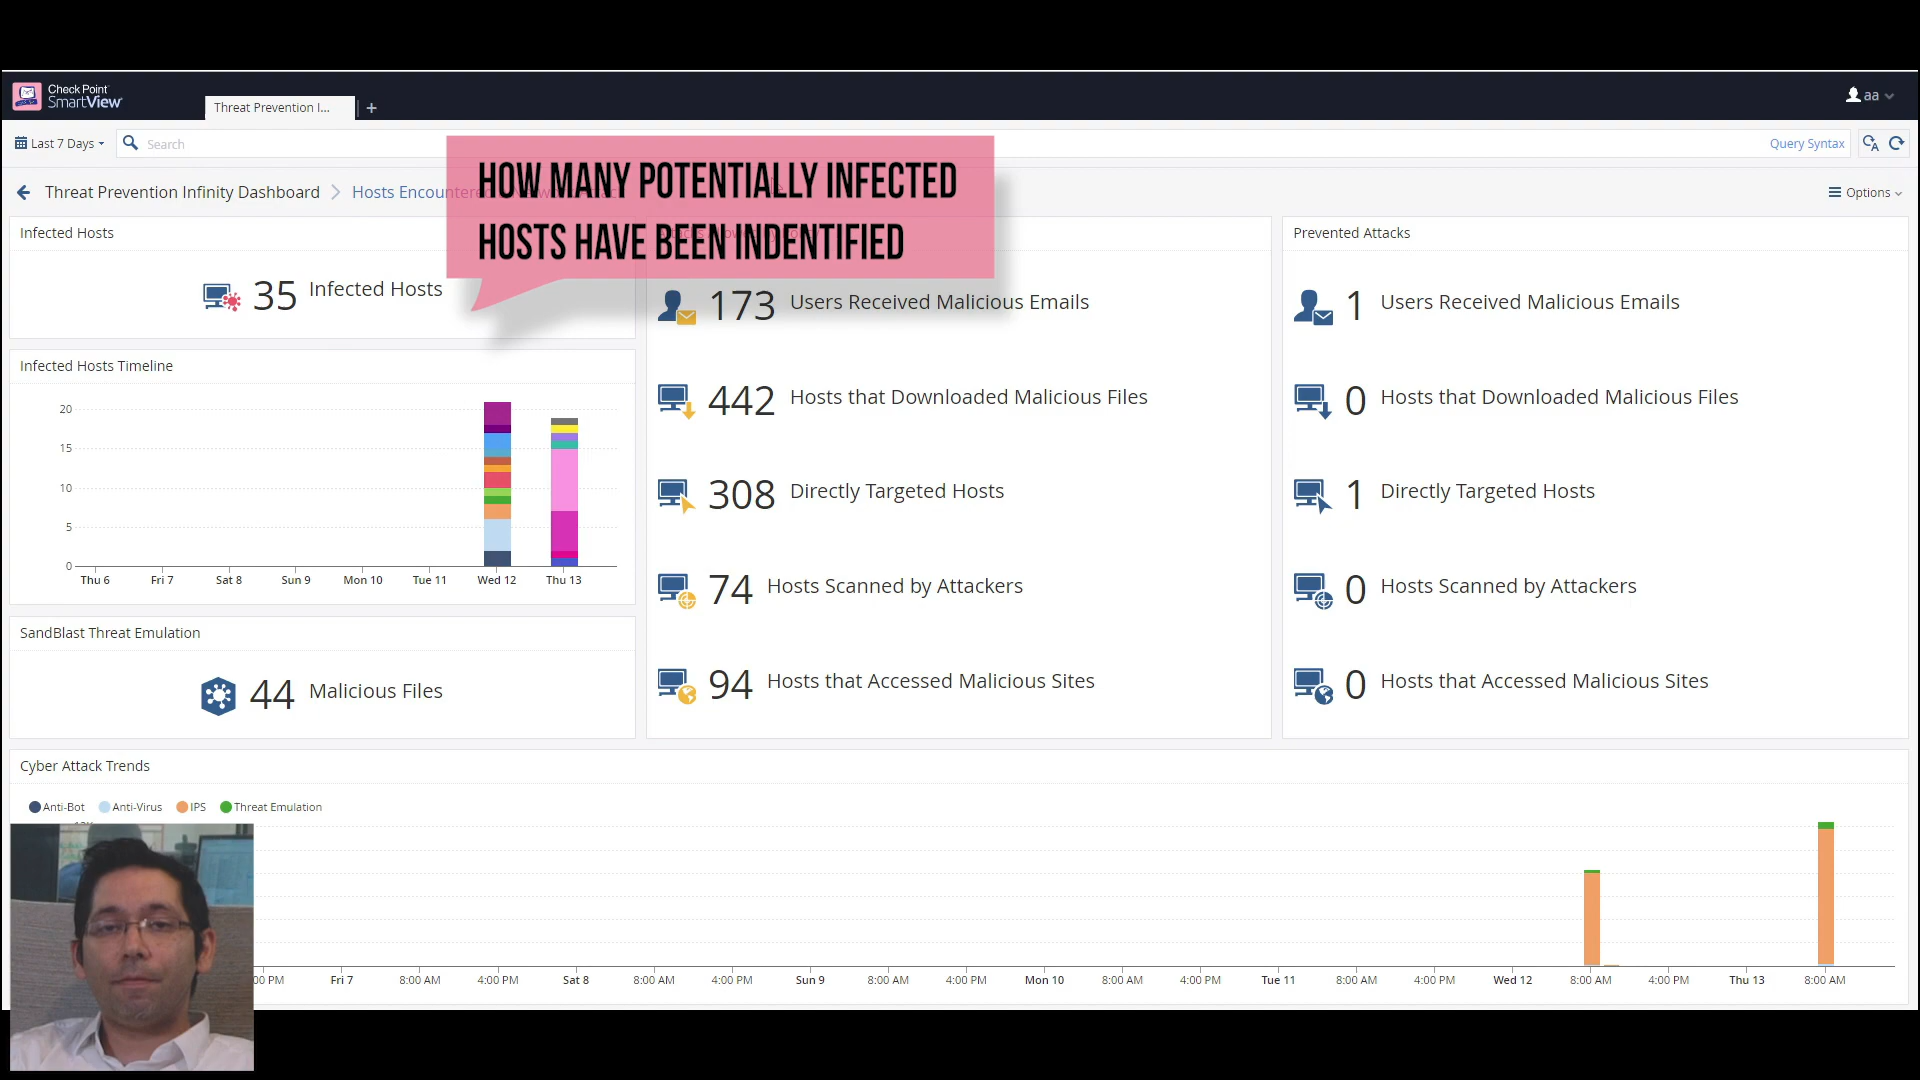 Check Point
SmartView
Threat Prevention I...
+
aa
Last 7 Days
Search
Query Syntax
HOW MANY POTENTIALLY INFECTED
HOSTS HAVE BEEN INDENTIFIED
Threat Prevention Infinity Dashboard
Hosts Encountered
Options
Infected Hosts
35 Infected Hosts
Infected Hosts Timeline
20
15
10
5
0
Thu 6 Fri 7 Sat 8 Sun 9 Mon 10 Tue 11 Wed 12 Thu 13
SandBlast Threat Emulation
44 Malicious Files
173 Users Received Malicious Emails
442 Hosts that Downloaded Malicious Files
308 Directly Targeted Hosts
74 Hosts Scanned by Attackers
94 Hosts that Accessed Malicious Sites
Prevented Attacks
1 Users Received Malicious Emails
0 Hosts that Downloaded Malicious Files
1 Directly Targeted Hosts
0 Hosts Scanned by Attackers
0 Hosts that Accessed Malicious Sites
Cyber Attack Trends
Anti-Bot Anti-Virus IPS Threat Emulation
00 PM Fri 7 8:00 AM 4:00 PM Sat 8 8:00 AM 4:00 PM Sun 9 8:00 AM 4:00 PM Mon 10 8:00 AM 4:00 PM Tue 11 8:00 AM 4:00 PM Wed 12 8:00 AM 4:00 PM Thu 13 8:00 AM